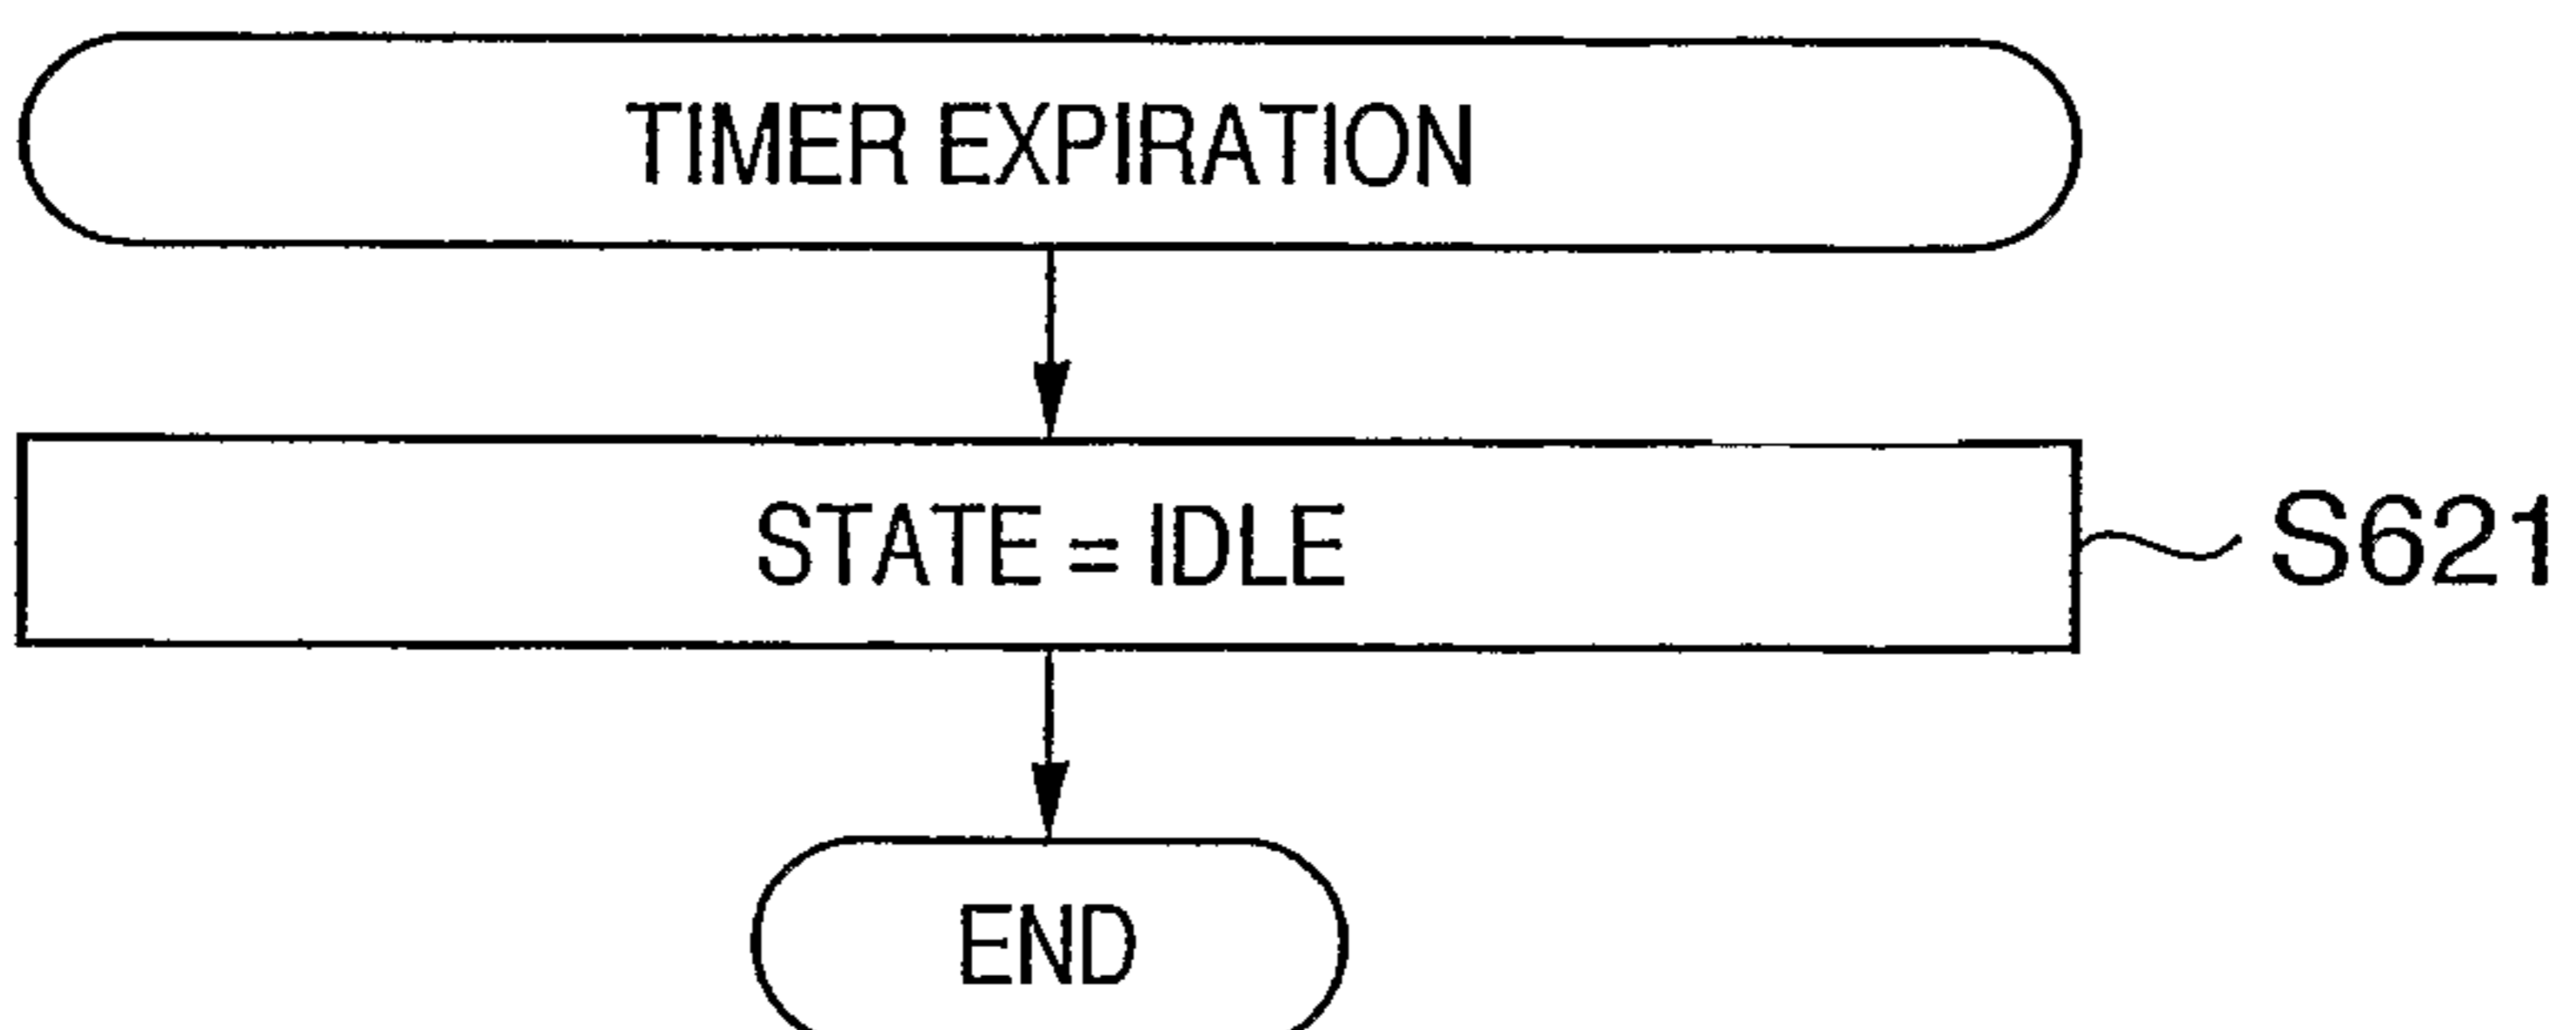 TIMER EXPIRATION
STATE = IDLE
S621
END